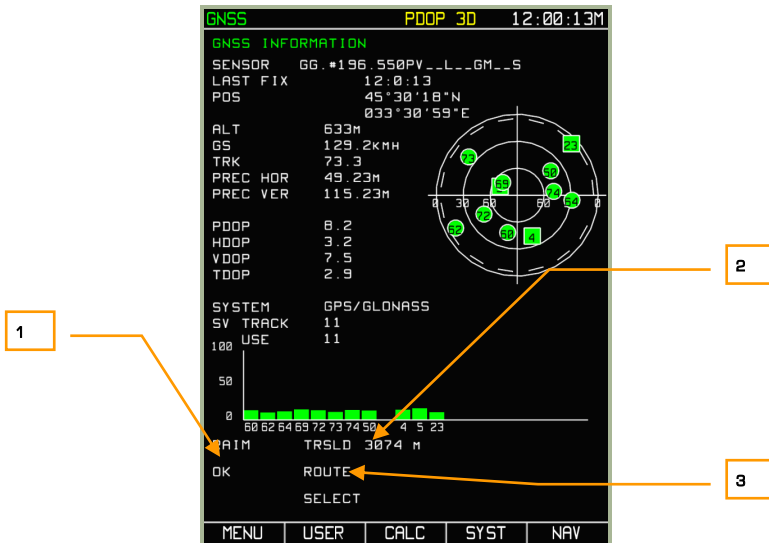 GNSS PDOP 3D 12:00:13M
GNSS INFORMATION
SENSOR GG.#196.550PV__L__GM__S
LAST FIX 12:0:13
POS 45°30'18"N
033°30'59"E
ALT 633M
GS 129.2KMH
TRK 73.3
PREC HOR 49.23M
PREC VER 115.23M
23
73
50
69
74
64
0 30 60 60 0
72
62
60
4
PDOP 8.2
HDOP 3.2
VDOP 7.5
TDOP 2.9
2
SYSTEM GPS/GLONASS
SV TRACK 11
USE 11
1
100
50
0
60 62 64 69 72 73 74 50 4 5 23
RAIM TRSLD 3074 M
OK ROUTE
3
SELECT
MENU USER CALC SYST NAV